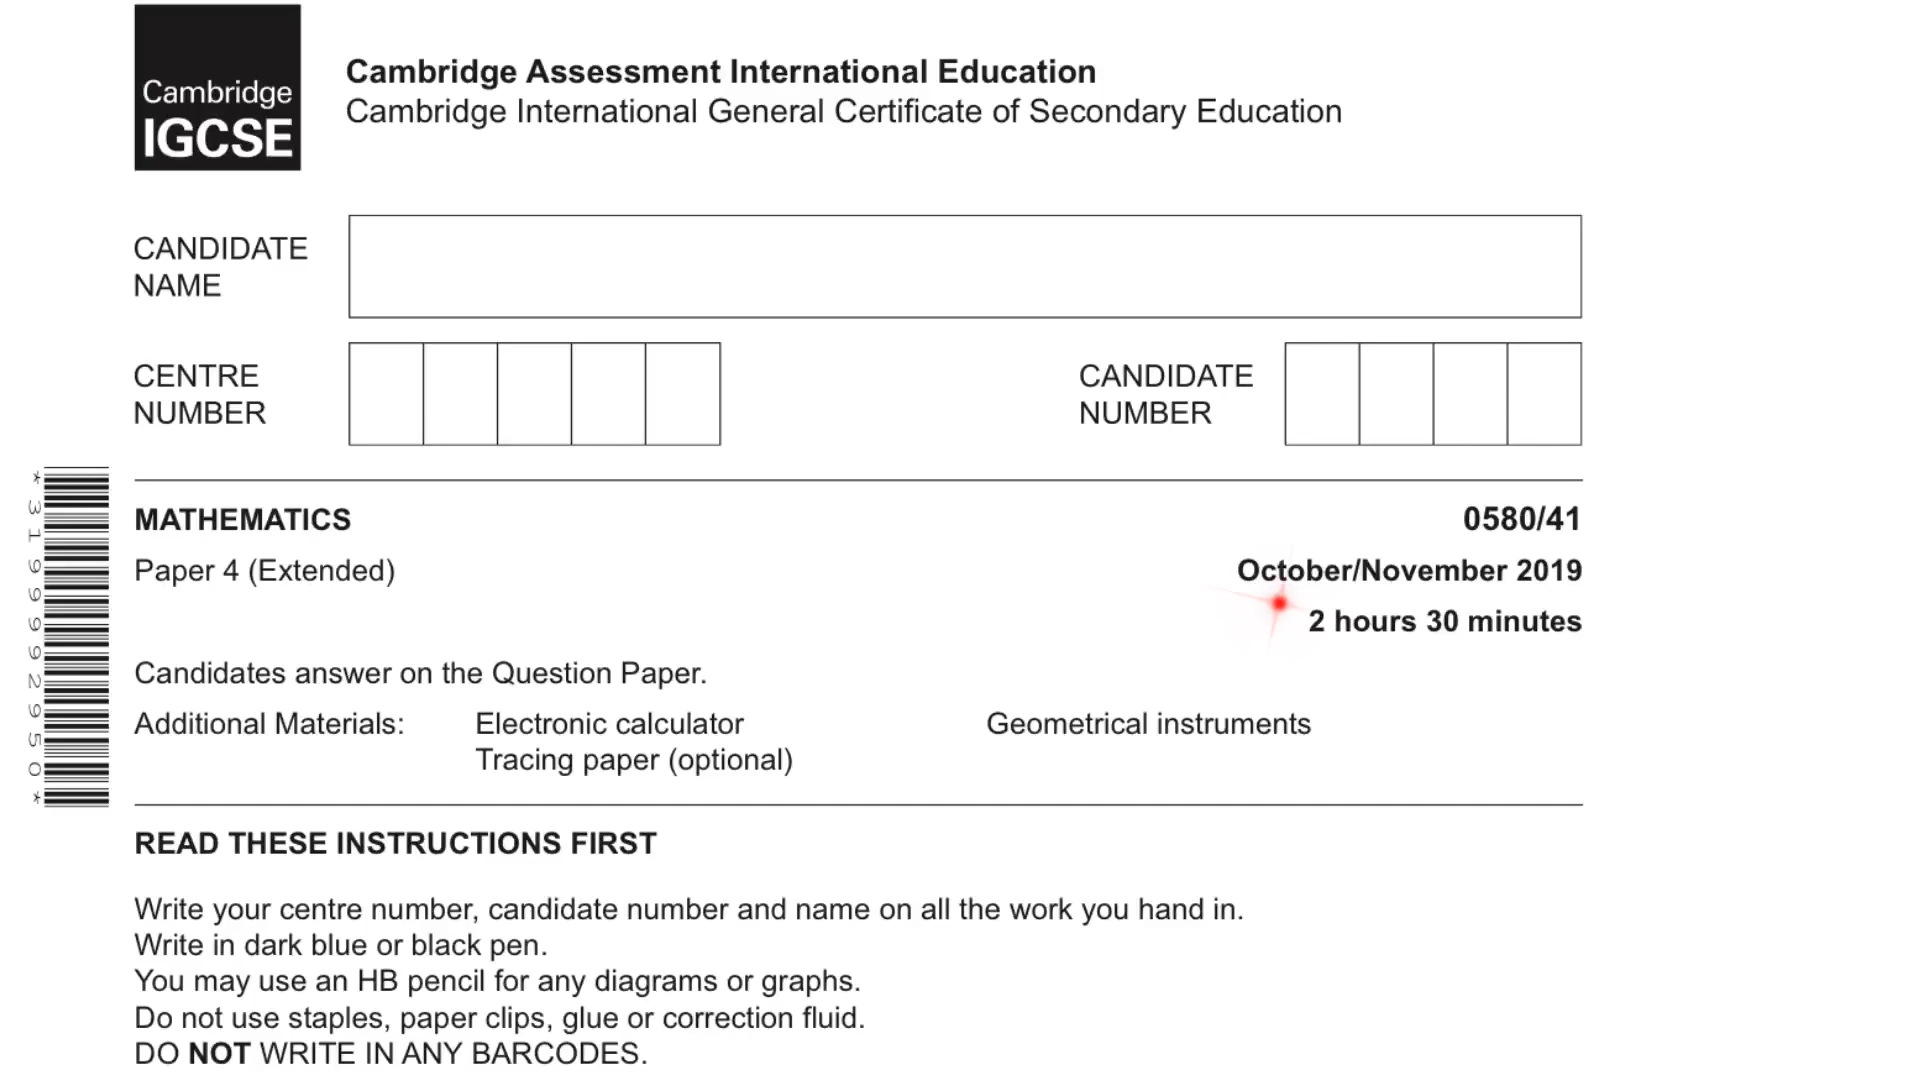 Cambridge
IGCSE
Cambridge Assessment International Education
Cambridge International General Certificate of Secondary Education
CANDIDATE
NAME
CENTRE
NUMBER
CANDIDATE
NUMBER
*3199992950*
MATHEMATICS
0580/41
Paper 4 (Extended)
October/November 2019
2 hours 30 minutes
Candidates answer on the Question Paper.
Additional Materials: Electronic calculator Geometrical instruments
Tracing paper (optional)
READ THESE INSTRUCTIONS FIRST
Write your centre number, candidate number and name on all the work you hand in.
Write in dark blue or black pen.
You may use an HB pencil for any diagrams or graphs.
Do not use staples, paper clips, glue or correction fluid.
DO NOT WRITE IN ANY BARCODES.